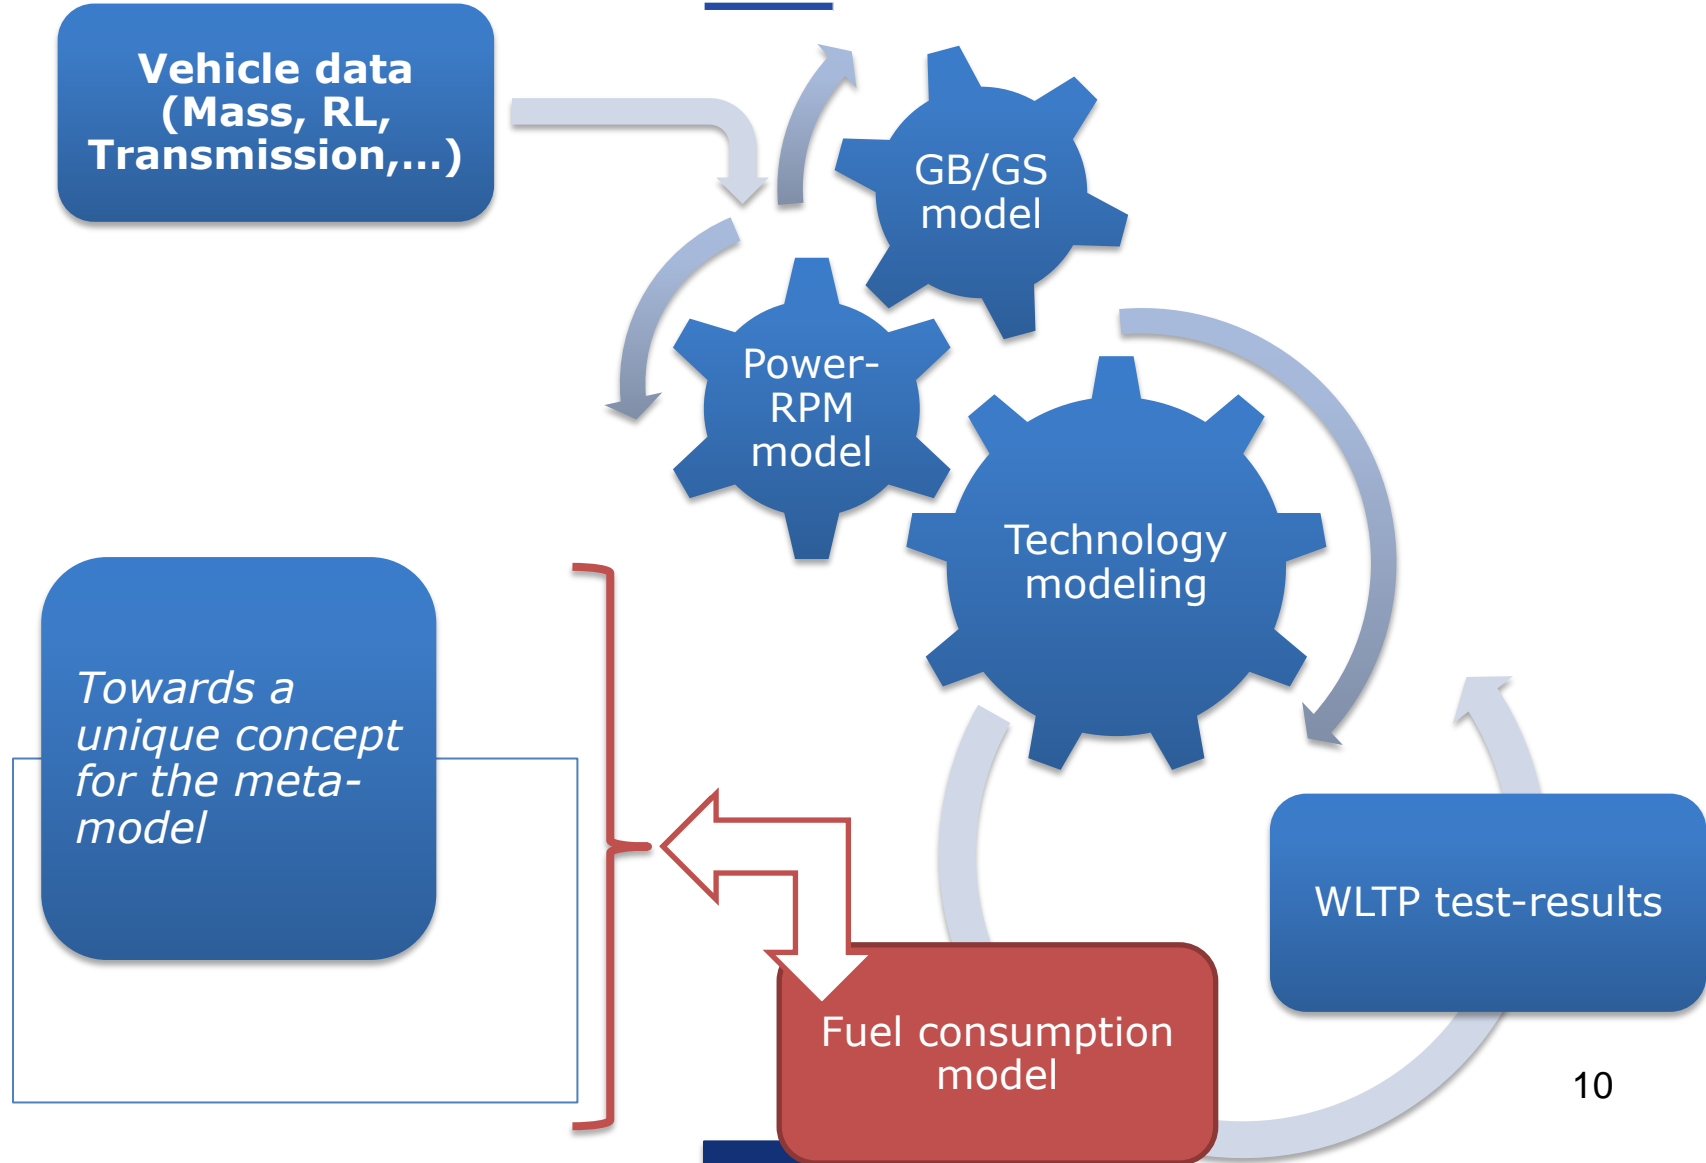 Vehicle data
(Mass, RL,
Transmission,...)
GB/GS
model
Power-
RPM
model
Technology
modeling
Towards a
unique concept
for the meta-
model
WLTP test-results
Fuel consumption
model
10